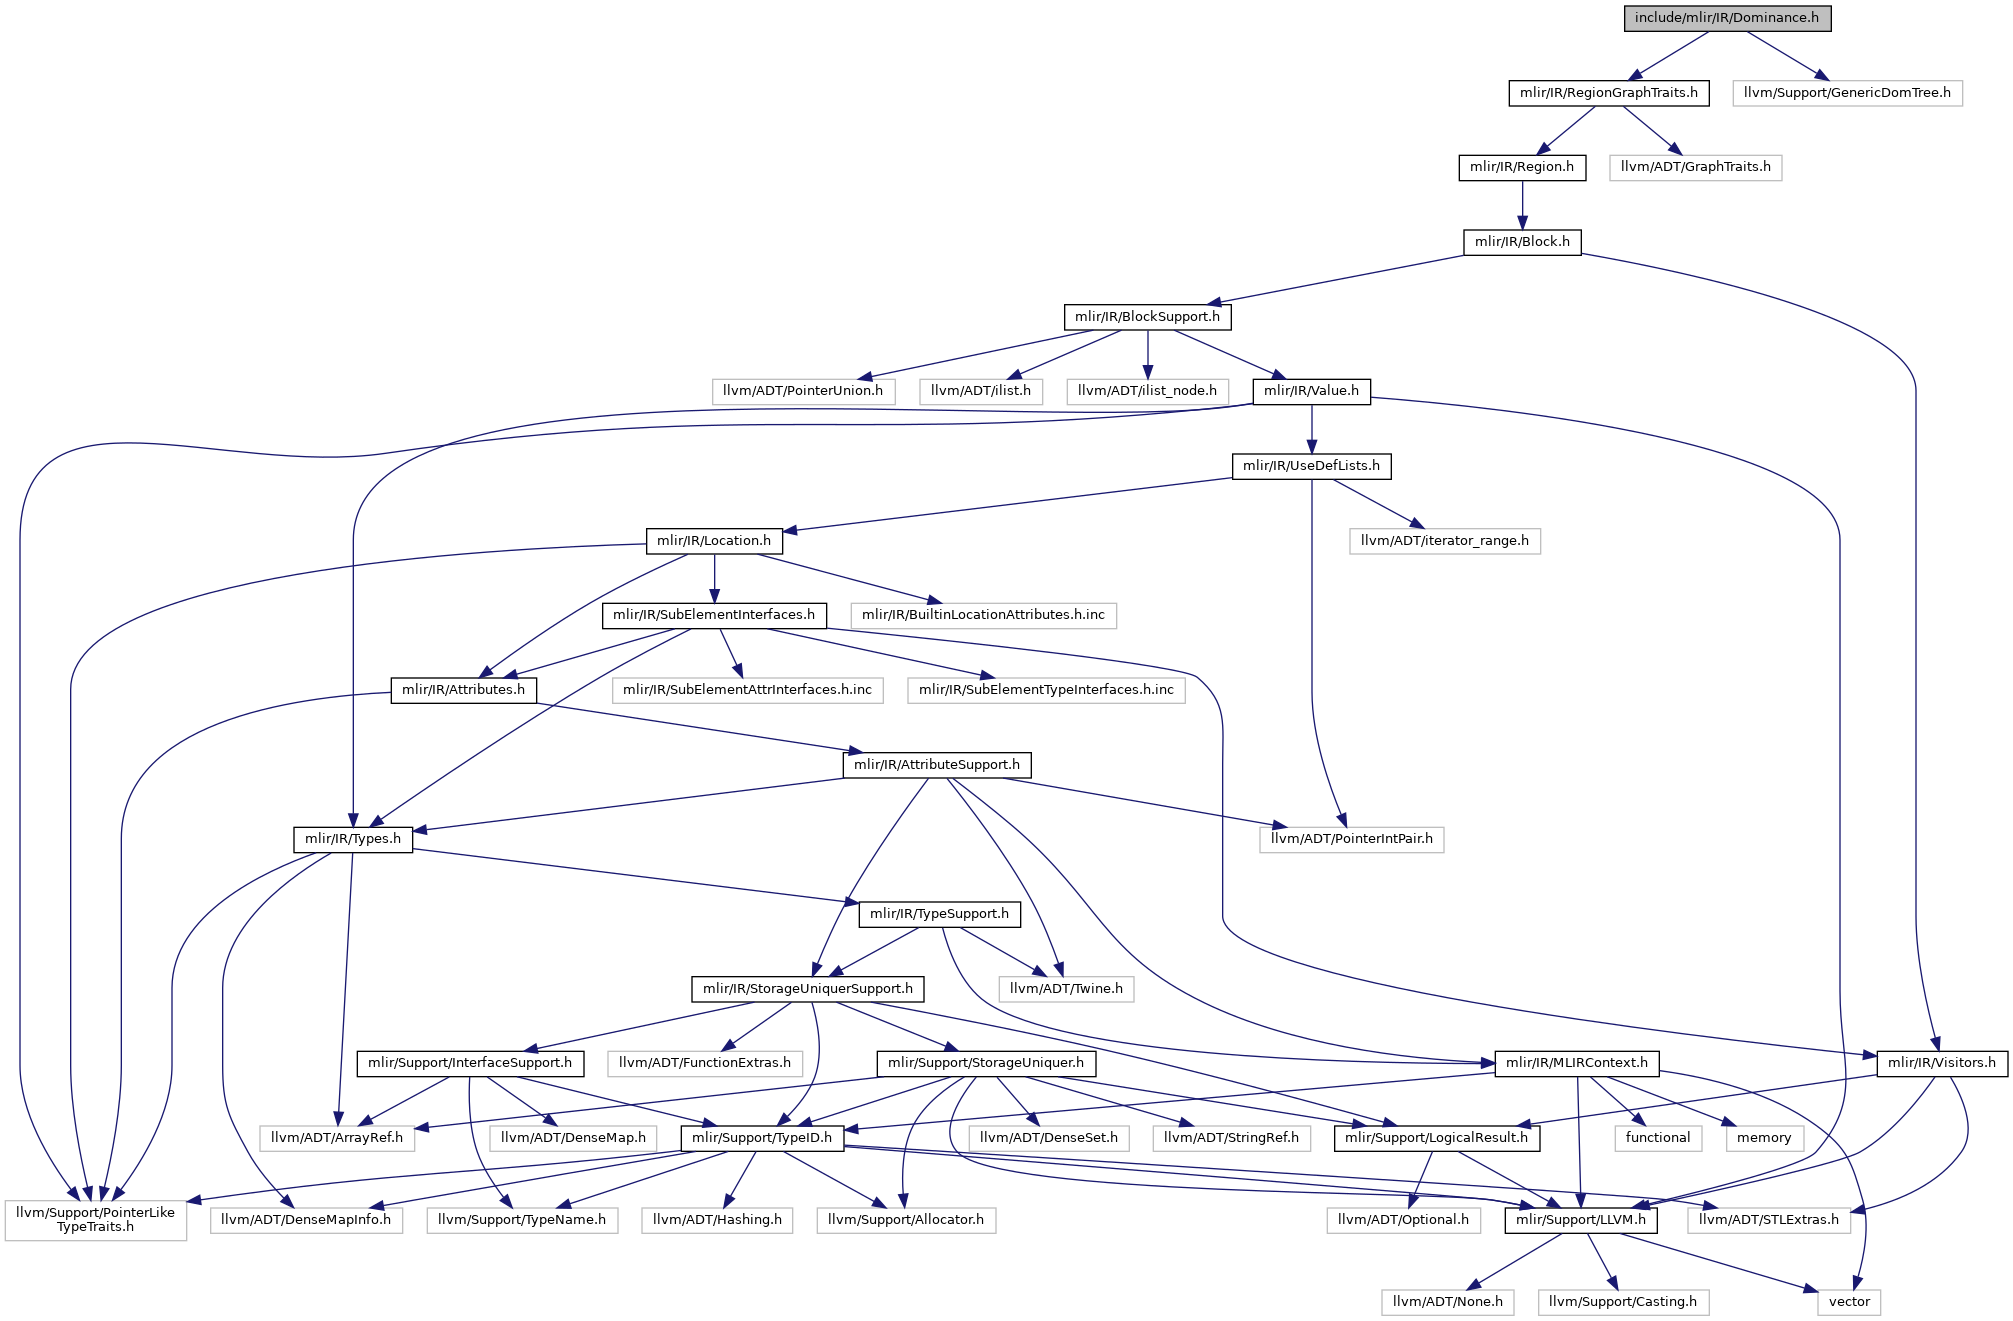 include/mlir/IR/Dominance.h
mlir/IR/RegionGraphTraits.h
llvm/Support/GenericDomTree.h
mlir/IR/Region.h
llvm/ADT/GraphTraits.h
mlir/IR/Block.h
mlir/IR/BlockSupport.h
llvm/ADT/PointerUnion.h
llvm/ADT/ilist.h
llvm/ADT/ilist_node.h
mlir/IR/Value.h
mlir/IR/UseDefLists.h
mlir/IR/Location.h
llvm/ADT/iterator_range.h
mlir/IR/SubElementInterfaces.h
mlir/IR/BuiltinLocationAttributes.h.inc
mlir/IR/Attributes.h
mlir/IR/SubElementAttrInterfaces.h.inc
mlir/IR/SubElementTypeInterfaces.h.inc
mlir/IR/AttributeSupport.h
mlir/IR/Types.h
llvm/ADT/PointerIntPair.h
mlir/IR/TypeSupport.h
mlir/IR/StorageUniquerSupport.h
llvm/ADT/Twine.h
mlir/Support/InterfaceSupport.h
llvm/ADT/FunctionExtras.h
mlir/Support/StorageUniquer.h
mlir/IR/MLIRContext.h
mlir/IR/Visitors.h
llvm/ADT/ArrayRef.h
llvm/ADT/DenseMap.h
mlir/Support/TypeID.h
llvm/ADT/DenseSet.h
llvm/ADT/StringRef.h
mlir/Support/LogicalResult.h
functional
memory
llvm/Support/PointerLike
TypeTraits.h
llvm/ADT/DenseMapInfo.h
llvm/Support/TypeName.h
llvm/ADT/Hashing.h
llvm/Support/Allocator.h
llvm/ADT/Optional.h
mlir/Support/LLVM.h
llvm/ADT/STLExtras.h
llvm/ADT/None.h
llvm/Support/Casting.h
vector